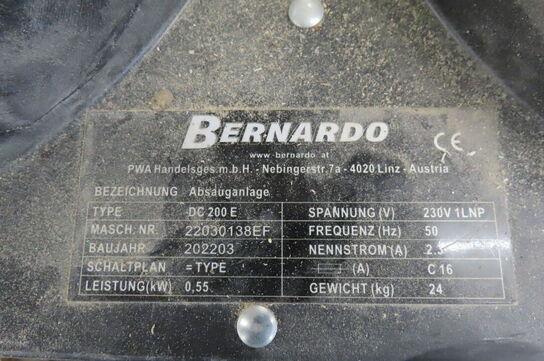 BERNARDO
www.bernardo.at
CE
PWA Handelsges.m.b.H. - Nebingerstr.7a - 4020 Linz - Austria
BEZEICHNUNG Absauganlage
TYPE DC 200 E SPANNUNG (V) 230V 1LNP
MASCH. NR. 22030138EF FREQUENZ (Hz) 50
BAUJAHR 202203 NENNSTROM (A)
SCHALTPLAN = TYPE (A) C 16
LEISTUNG(kW) 0,55 GEWICHT (kg) 24